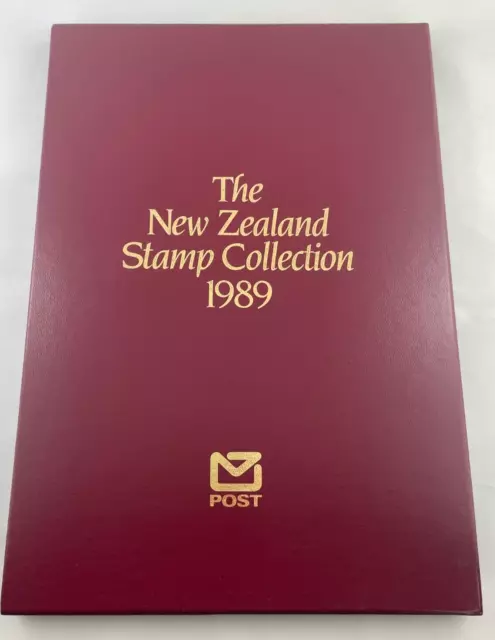 The
New Zealand
Stamp Collection
1989
POST